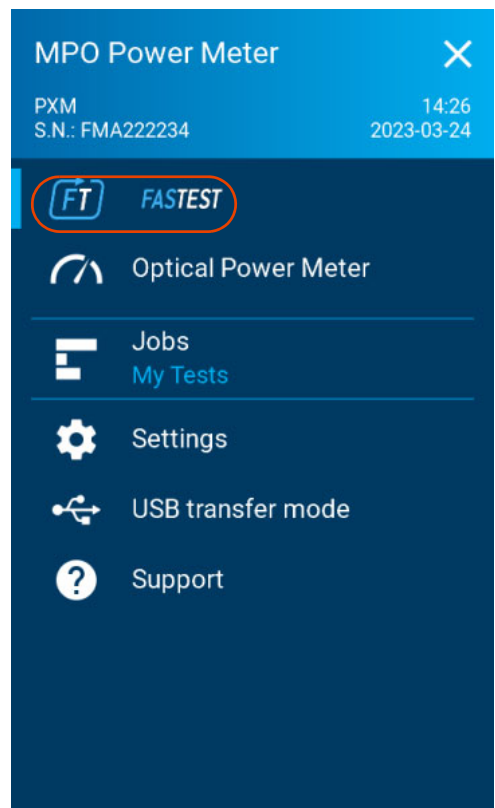 MPO Power Meter
PXM 14:26
S.N.: FMA222234 2023-03-24
FT FASTEST
Optical Power Meter
Jobs
My Tests
Settings
USB transfer mode
? Support